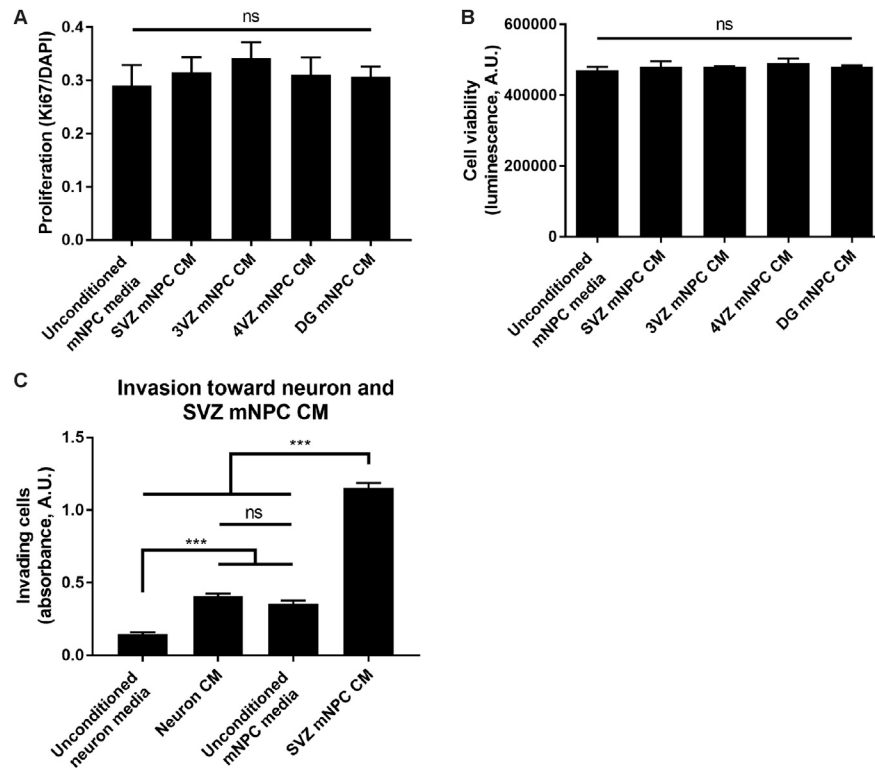 A
ns
0.4
0.3
0.2
0.1
0.0
Proliferation (Ki67/DAPI)
Unconditioned
mNPC media
SVZ mNPC CM
3VZ mNPC CM
4VZ mNPC CM
DG mNPC CM
B
ns
600000
400000
200000
0
Cell viability
(luminescence, A.U.)
Unconditioned
mNPC media
SVZ mNPC CM
3VZ mNPC CM
4VZ mNPC CM
DG mNPC CM
C
Invasion toward neuron and
SVZ mNPC CM
1.5
1.0
0.5
0.0
Invading cells
(absorbance, A.U.)
***
ns
***
Unconditioned
neuron media
Neuron CM
Unconditioned
mNPC media
SVZ mNPC CM